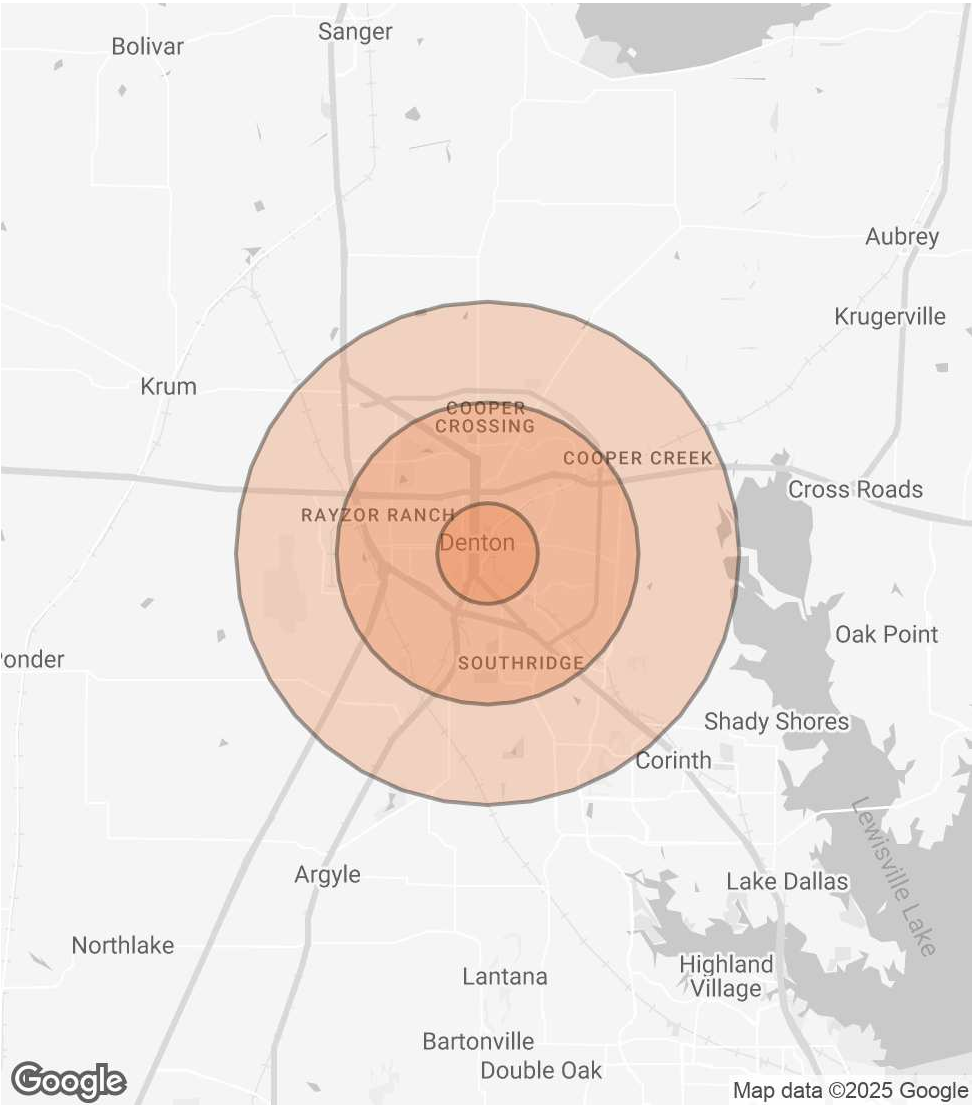 Sanger
Bolivar
Aubrey
Krugerville
Krum
COOPER
CROSSING
COOPER CREEK
Cross Roads
RAYZOR RANCH
Denton
Oak Point
onder
SOUTHRIDGE
Shady Shores
Corinth
Lewisville Lake
Argyle
Lake Dallas
Northlake
Highland
Village
Lantana
Bartonville
Double Oak
Google
Map data ©2025 Google